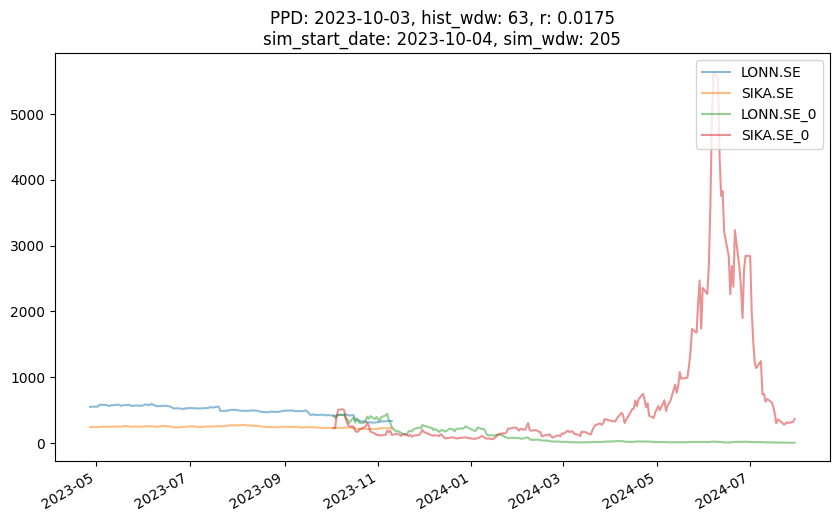 PPD: 2023-10-03, hist_wdw: 63, r: 0.0175
sim_start_date: 2023-10-04, sim_wdw: 205
LONN.SE
SIKA.SE
LONN.SE_0
SIKA.SE_0
5000
4000
3000
2000
1000
0
2023-05
2023-07
2023-09
2023-11
2024-01
2024-03
2024-05
2024-07